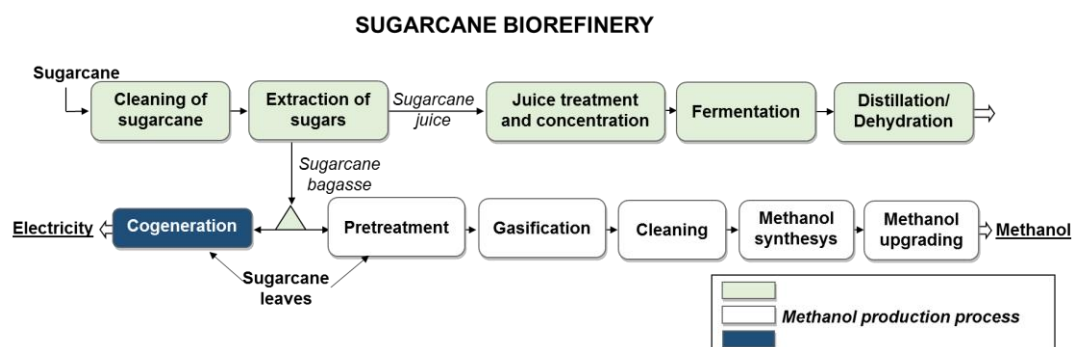 SUGARCANE BIOREFINERY
Sugarcane
Cleaning of
sugarcane
Extraction of
sugars
Sugarcane
juice
Juice treatment
and concentration
Fermentation
Distillation/
Dehydration
Sugarcane
bagasse
Electricity
Cogeneration
Pretreatment
Gasification
Cleaning
Methanol
synthesys
Methanol
upgrading
Methanol
Sugarcane
leaves
Methanol production process